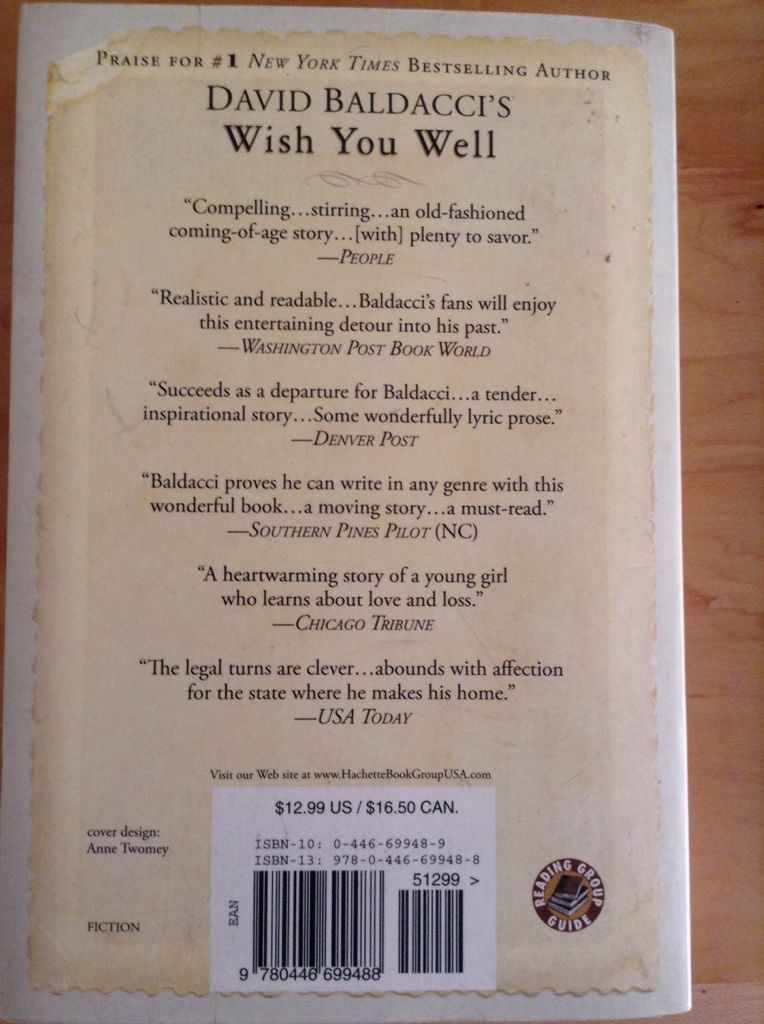 PRAISE FOR #1 NEW YORK TIMES BESTSELLING AUTHOR
DAVID BALDACCI'S
Wish You Well
“Compelling…stirring…an old-fashioned
coming-of-age story…[with] plenty to savor.”
—PEOPLE
“Realistic and readable…Baldacci's fans will enjoy
this entertaining detour into his past.”
—WASHINGTON POST BOOK WORLD
“Succeeds as a departure for Baldacci…a tender…
inspirational story…Some wonderfully lyric prose.”
—DENVER POST
“Baldacci proves he can write in any genre with this
wonderful book…a moving story…a must-read.”
—SOUTHERN PINES PILOT (NC)
“A heartwarming story of a young girl
who learns about love and loss.”
—CHICAGO TRIBUNE
“The legal turns are clever…abounds with affection
for the state where he makes his home.”
—USA TODAY
Visit our Web site at www.HachetteBookGroupUSA.com
$12.99 US / $16.50 CAN.
cover design:
Anne Twomey
ISBN-10: 0-446-69948-9
ISBN-13: 978-0-446-69948-8
51299 >
EAN
READING GROUP
GUIDE
FICTION
9 780446 699488